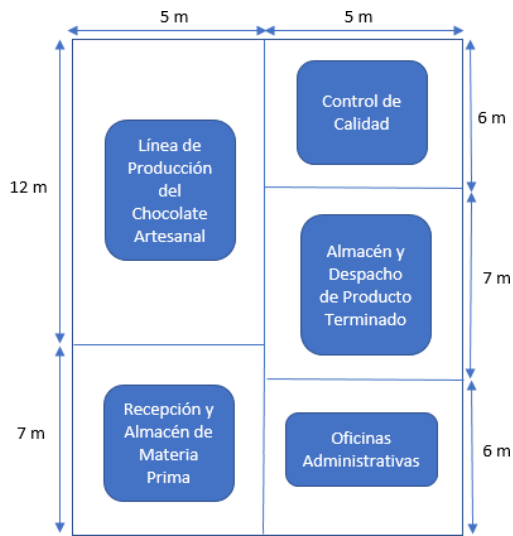 5 m
5 m
12 m
Línea de
Producción
del
Chocolate
Artesanal
Control de
Calidad
6 m
Almacén y
Despacho
de Producto
Terminado
7 m
7 m
Recepción y
Almacén de
Materia
Prima
Oficinas
Administrativas
6 m